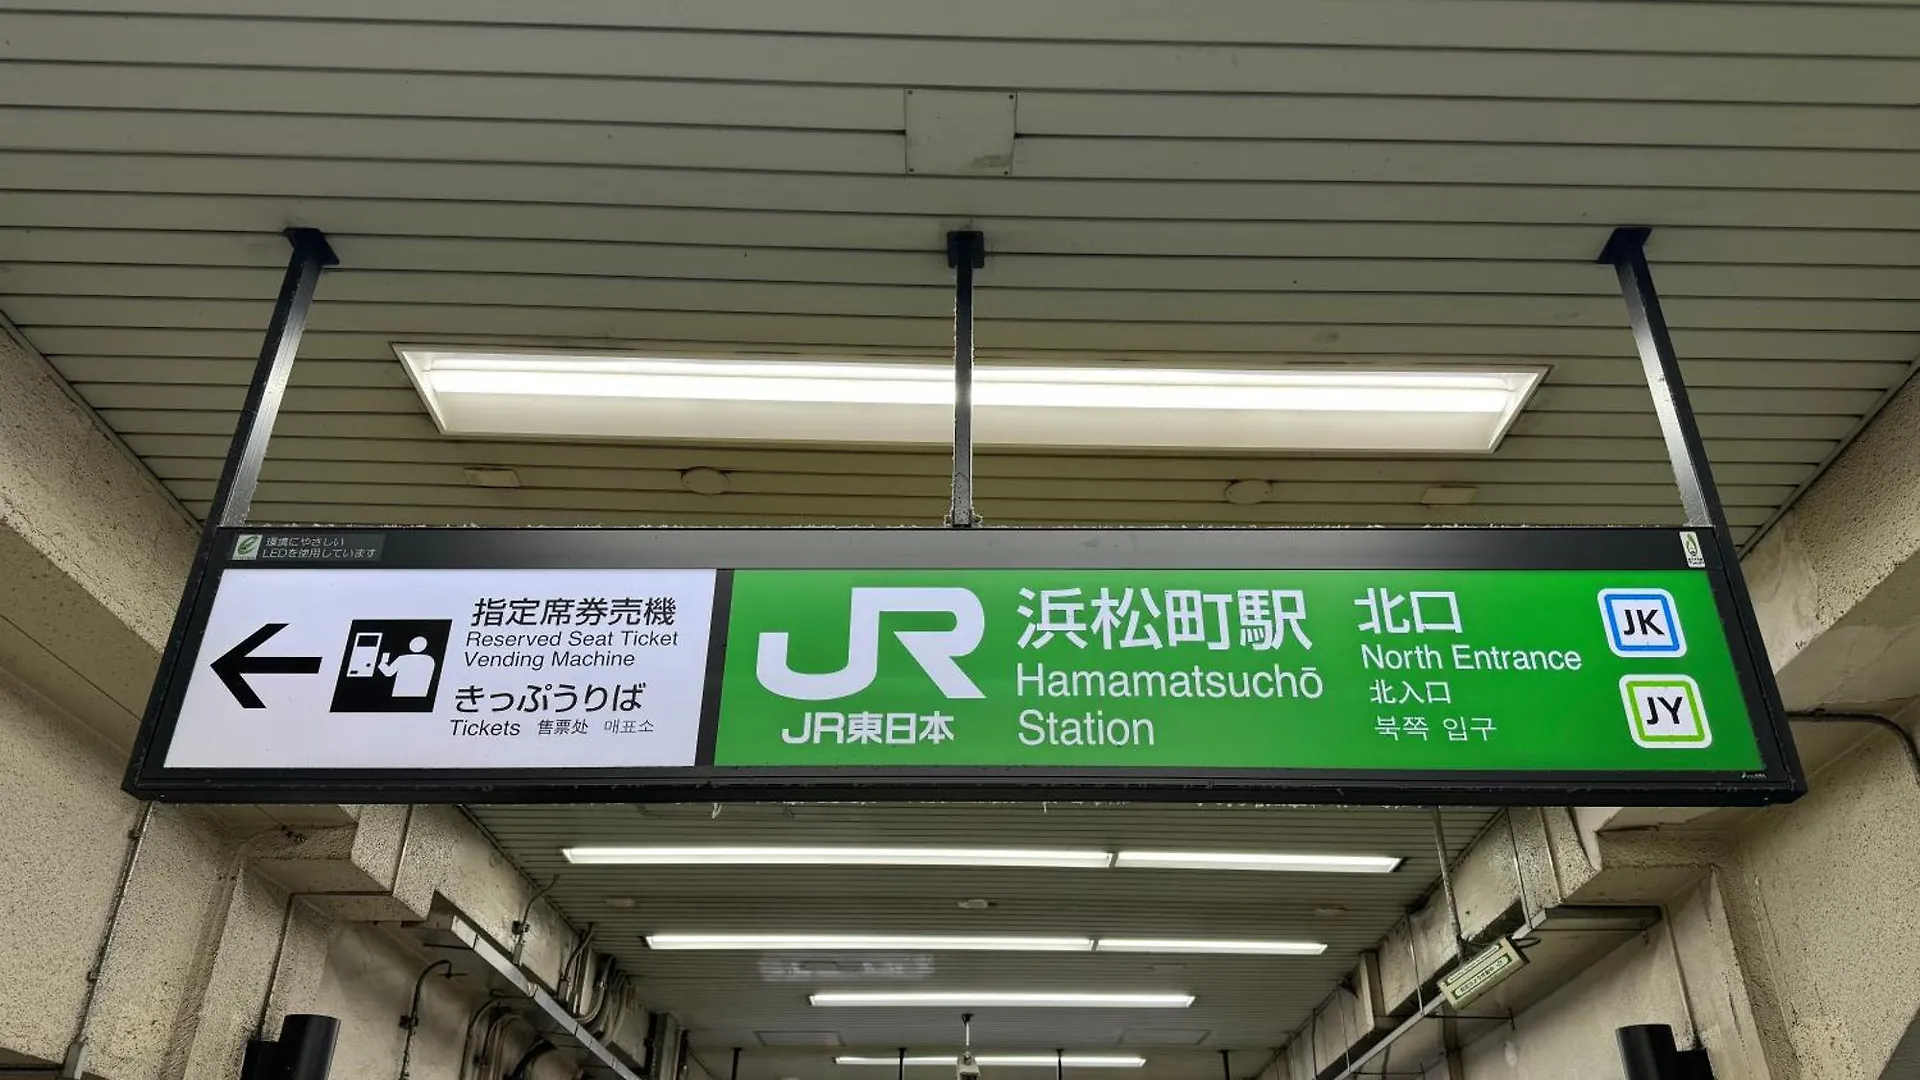 環境にやさしい
LEDを使用しています
指定席券売機
Reserved Seat Ticket
Vending Machine
きっぷうりば
Tickets 售票处 매표소
JR
JR東日本
浜松町駅
Hamamatsuchō
Station
北口
North Entrance
北入口
북쪽 입구
JK
JY